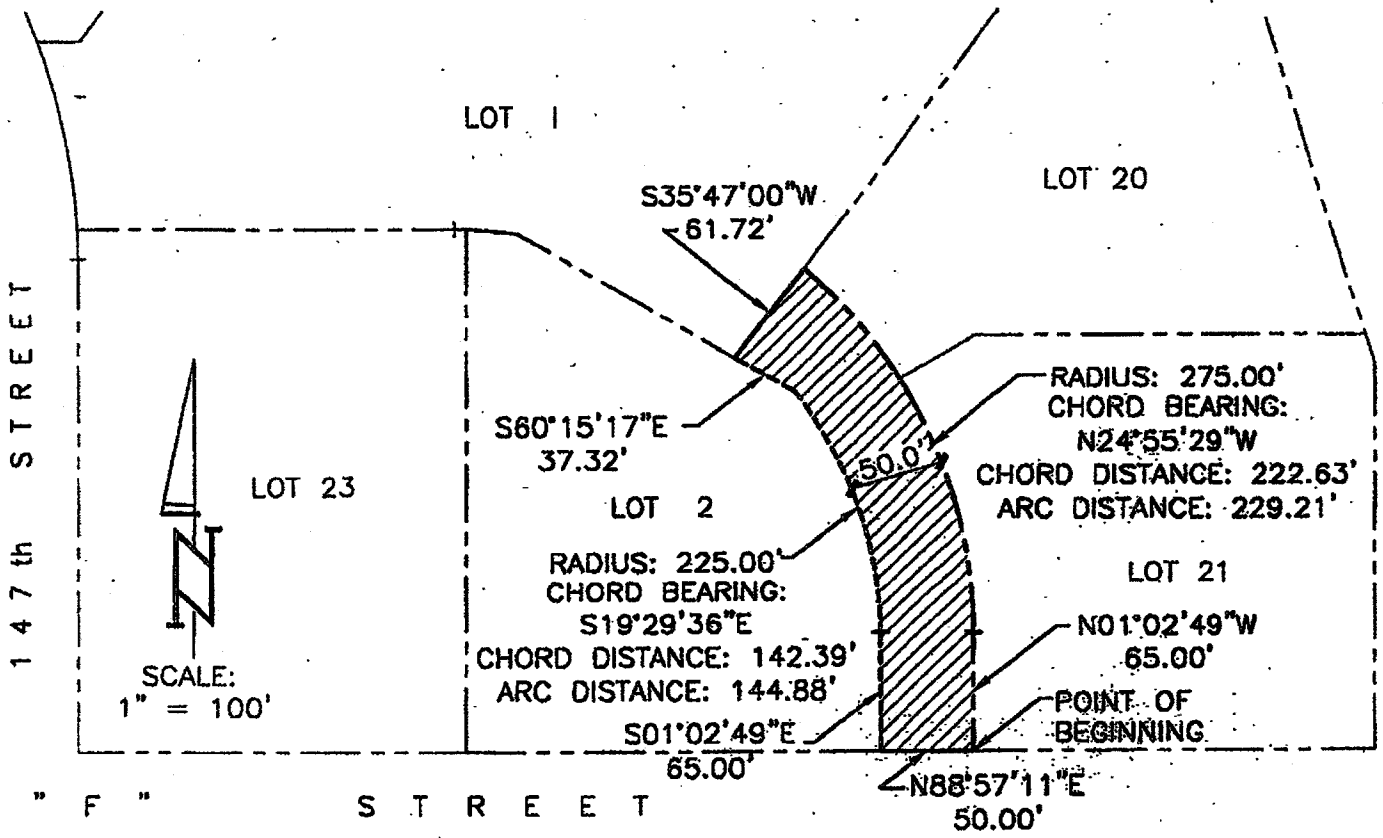 LOT 1
LOT 20
S35°47'00"W
61.72'
147th STREET
S60°15'17"E
37.32'
RADIUS: 275.00'
CHORD BEARING:
N24°55'29"W
CHORD DISTANCE: 222.63'
ARC DISTANCE: 229.21'
50.0'
LOT 23
LOT 2
RADIUS: 225.00'
CHORD BEARING:
S19°29'36"E
CHORD DISTANCE: 142.39'
ARC DISTANCE: 144.88'
LOT 21
N01°02'49"W
65.00'
N
SCALE:
1" = 100'
POINT OF
BEGINNING
S01°02'49"E
65.00'
N88°57'11"E
50.00'
"F" STREET